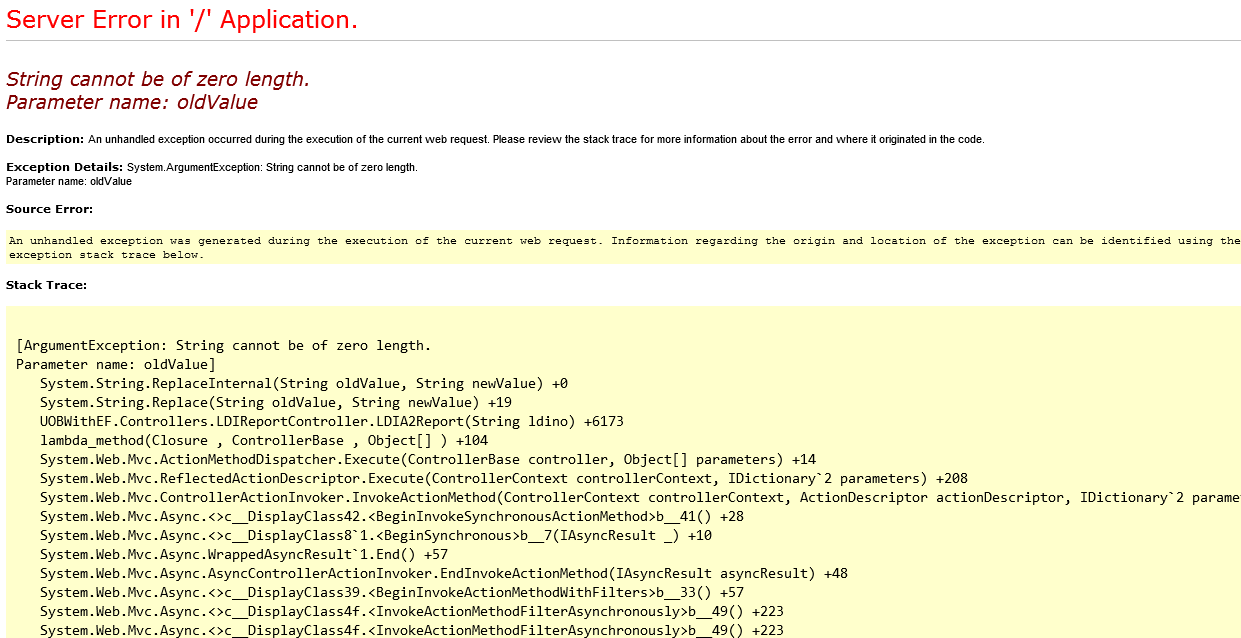 Server Error in '/' Application.
String cannot be of zero length.
Parameter name: oldValue
Description: An unhandled exception occurred during the execution of the current web request. Please review the stack trace for more information about the error and where it originated in the code.
Exception Details: System.ArgumentException: String cannot be of zero length.
Parameter name: oldValue
Source Error:
An unhandled exception was generated during the execution of the current web request. Information regarding the origin and location of the exception can be identified using the
exception stack trace below.
Stack Trace:
[ArgumentException: String cannot be of zero length.
Parameter name: oldValue]
System.String.ReplaceInternal(String oldValue, String newValue) +0
System.String.Replace(String oldValue, String newValue) +19
UOBWithEF.Controllers.LDIReportController.LDIA2Report(String ldino) +6173
lambda_method(Closure , ControllerBase , Object[] ) +104
System.Web.Mvc.ActionMethodDispatcher.Execute(ControllerBase controller, Object[] parameters) +14
System.Web.Mvc.ReflectedActionDescriptor.Execute(ControllerContext controllerContext, IDictionary`2 parameters) +208
System.Web.Mvc.ControllerActionInvoker.InvokeActionMethod(ControllerContext controllerContext, ActionDescriptor actionDescriptor, IDictionary`2 parame
System.Web.Mvc.Async.<>c__DisplayClass42.<BeginInvokeSynchronousActionMethod>b__41() +28
System.Web.Mvc.Async.<>c__DisplayClass8`1.<BeginSynchronous>b__7(IAsyncResult _) +10
System.Web.Mvc.Async.WrappedAsyncResult`1.End() +57
System.Web.Mvc.Async.AsyncControllerActionInvoker.EndInvokeActionMethod(IAsyncResult asyncResult) +48
System.Web.Mvc.Async.<>c__DisplayClass39.<BeginInvokeActionMethodWithFilters>b__33() +57
System.Web.Mvc.Async.<>c__DisplayClass4f.<InvokeActionMethodFilterAsynchronously>b__49() +223
System.Web.Mvc.Async.<>c__DisplayClass4f.<InvokeActionMethodFilterAsynchronously>b__49() +223